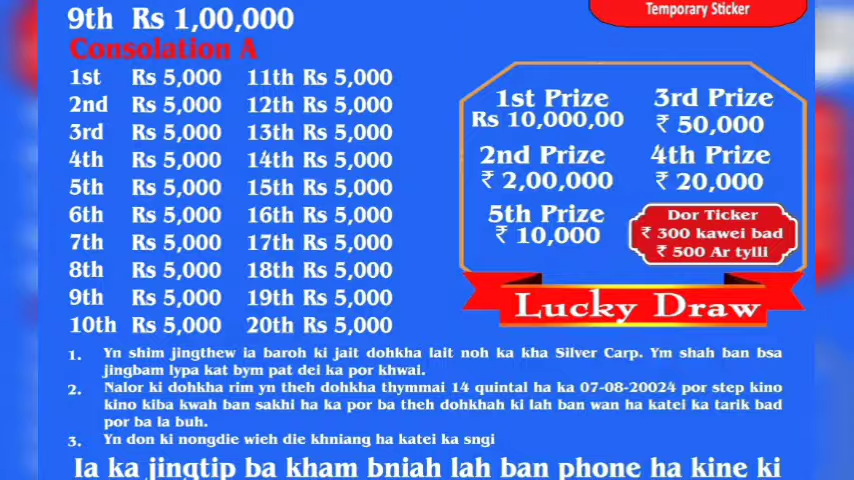 9th Rs 1,00,000
Temporary Sticker
Consolation A
1st Rs 5,000 11th Rs 5,000
2nd Rs 5,000 12th Rs 5,000
3rd Rs 5,000 13th Rs 5,000
4th Rs 5,000 14th Rs 5,000
5th Rs 5,000 15th Rs 5,000
6th Rs 5,000 16th Rs 5,000
7th Rs 5,000 17th Rs 5,000
8th Rs 5,000 18th Rs 5,000
9th Rs 5,000 19th Rs 5,000
10th Rs 5,000 20th Rs 5,000
1st Prize
Rs 10,000,00
3rd Prize
₹ 50,000
2nd Prize
₹ 2,00,000
4th Prize
₹ 20,000
5th Prize
₹ 10,000
Dor Ticker
₹ 300 kawei bad
₹ 500 Ar tylli
Lucky Draw
1. Yn shim jingthew ia baroh ki jait dohkha lait noh ka kha Silver Carp. Ym shah ban bsa
jingbam lypa kat bym pat dei ka por khwai.
2. Nalor ki dohkha rim yn theh dohkha thymmai 14 quintal ha ka 07-08-20024 por step kino
kino kiba kwah ban sakhi ha ka por ba theh dohkhah ki lah ban wan ha katei ka tarik bad
por ba la buh.
3. Yn don ki nongdie wieh die khniang ha katei ka sngi
Ia ka jingtip ba kham bniah lah ban phone ha kine ki